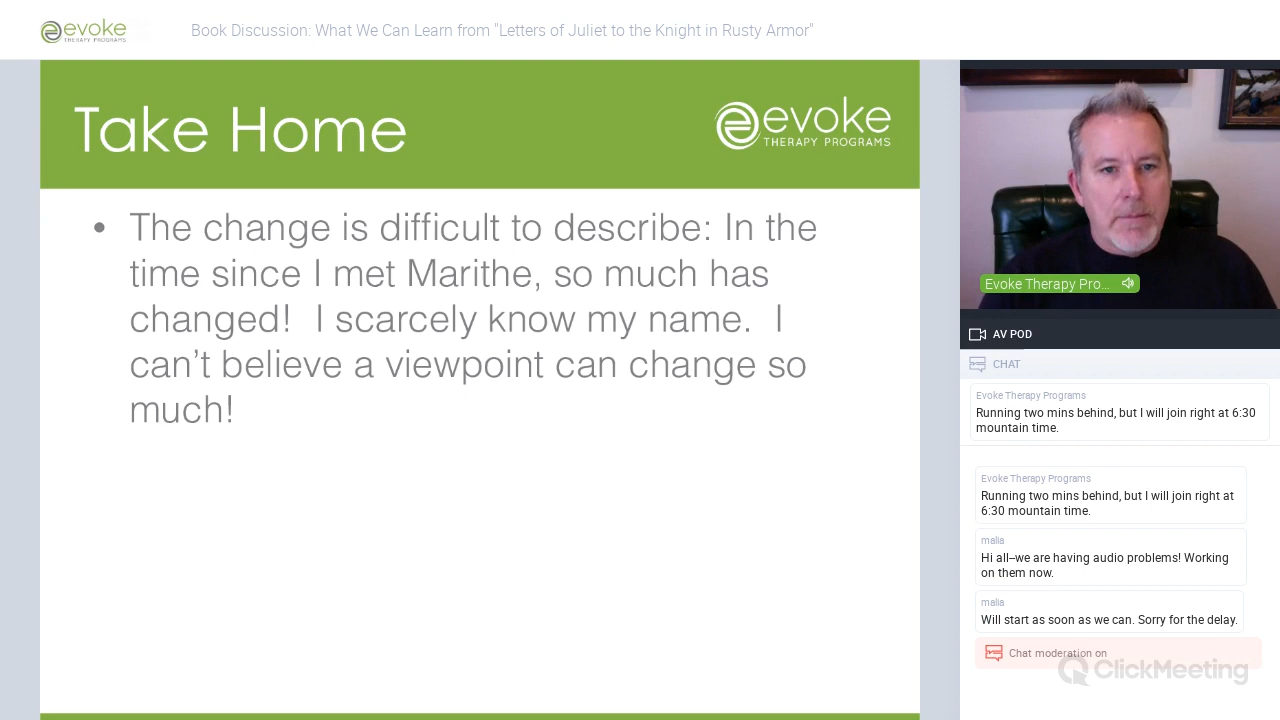 evoke
THERAPY PROGRAMS
Book Discussion: What We Can Learn from "Letters of Juliet to the Knight in Rusty Armor"
Take Home
evoke
THERAPY PROGRAMS
• The change is difficult to describe: In the
time since I met Marithe, so much has
changed!  I scarcely know my name.  I
can't believe a viewpoint can change so
much!
Evoke Therapy Pro...
AV POD
CHAT
Evoke Therapy Programs
Running two mins behind, but I will join right at 6:30
mountain time.
Evoke Therapy Programs
Running two mins behind, but I will join right at
6:30 mountain time.
malia
Hi all--we are having audio problems! Working
on them now.
malia
Will start as soon as we can. Sorry for the delay.
Chat moderation on
ClickMeeting